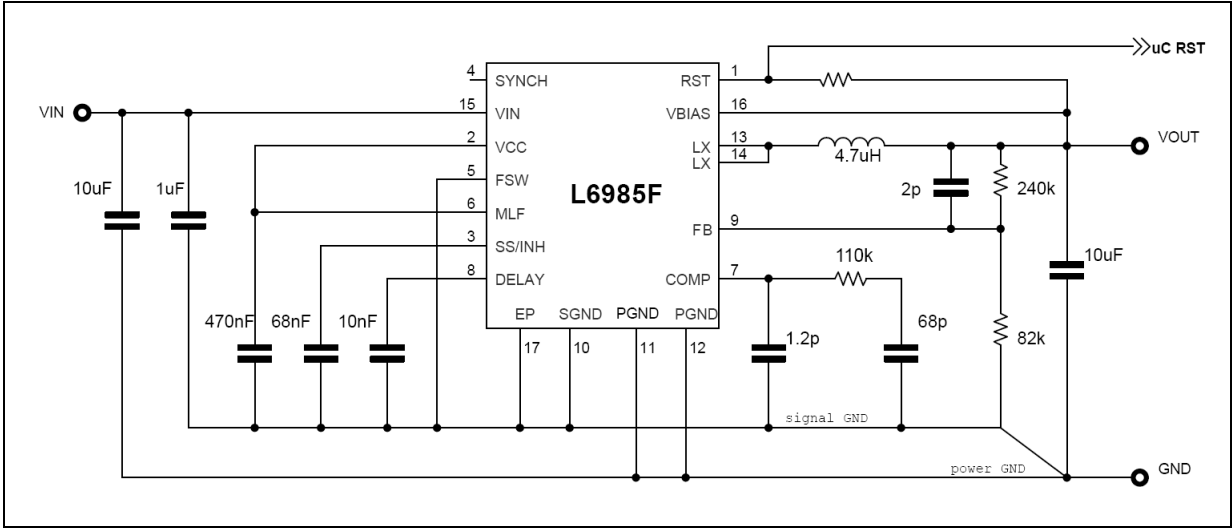 uC RST
4 SYNCH RST 1
VIN 15 VIN VBIAS 16 VOUT
2 VCC LX 13
LX 14 4.7uH
10uF 1uF 5 FSW L6985F 2p 240k
6 MLF FB 9
3 SS/INH 10uF
8 DELAY COMP 7 110k
EP SGND PGND PGND
470nF 68nF 10nF 68p
17 10 11 12 1.2p 82k
signal GND
power GND GND